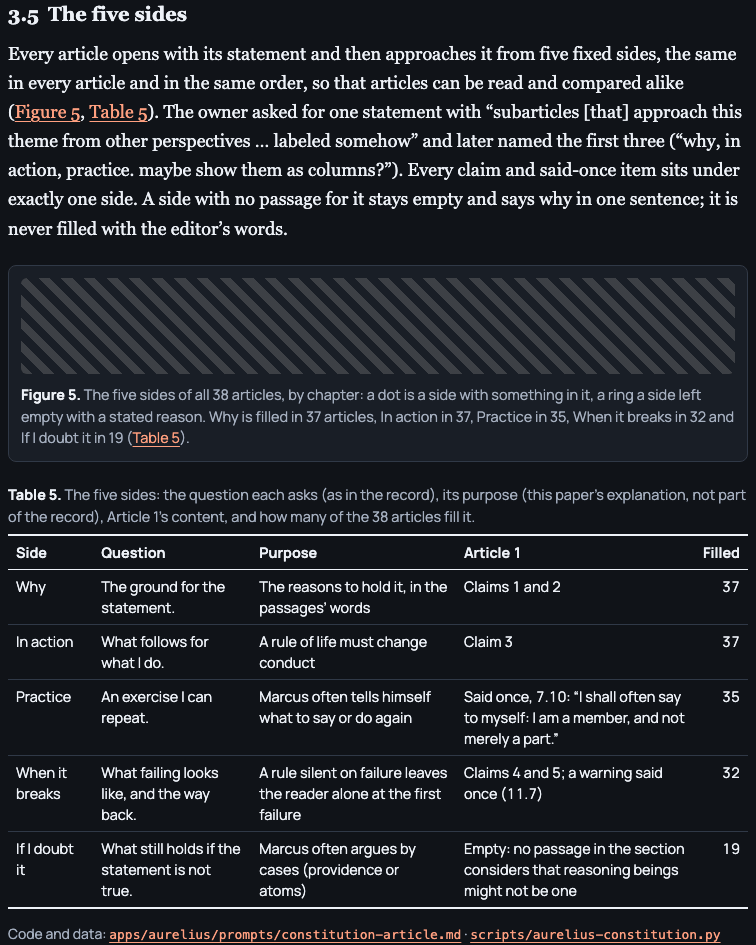 3.5 The five sides
Every article opens with its statement and then approaches it from five fixed sides, the same
in every article and in the same order, so that articles can be read and compared alike
(Figure 5, Table 5). The owner asked for one statement with “subarticles [that] approach this
theme from other perspectives … labeled somehow” and later named the first three (“why, in
action, practice. maybe show them as columns?”). Every claim and said-once item sits under
exactly one side. A side with no passage for it stays empty and says why in one sentence; it is
never filled with the editor’s words.
Figure 5. The five sides of all 38 articles, by chapter: a dot is a side with something in it, a ring a side left
empty with a stated reason. Why is filled in 37 articles, In action in 37, Practice in 35, When it breaks in 32 and
If I doubt it in 19 (Table 5).
Table 5. The five sides: the question each asks (as in the record), its purpose (this paper’s explanation, not part
of the record), Article 1’s content, and how many of the 38 articles fill it.
Side Question Purpose Article 1 Filled
Why The ground for the The reasons to hold it, in the Claims 1 and 2 37
statement. passages’ words
In action What follows for A rule of life must change Claim 3 37
what I do. conduct
Practice An exercise I can Marcus often tells himself Said once, 7.10: “I shall often say 35
repeat. what to say or do again to myself: I am a member, and not
merely a part.”
When it What failing looks A rule silent on failure leaves Claims 4 and 5; a warning said 32
breaks like, and the way the reader alone at the first once (11.7)
back. failure
If I doubt What still holds if the Marcus often argues by Empty: no passage in the section 19
it statement is not cases (providence or considers that reasoning beings
true. atoms) might not be one
Code and data: apps/aurelius/prompts/constitution-article.md · scripts/aurelius-constitution.py